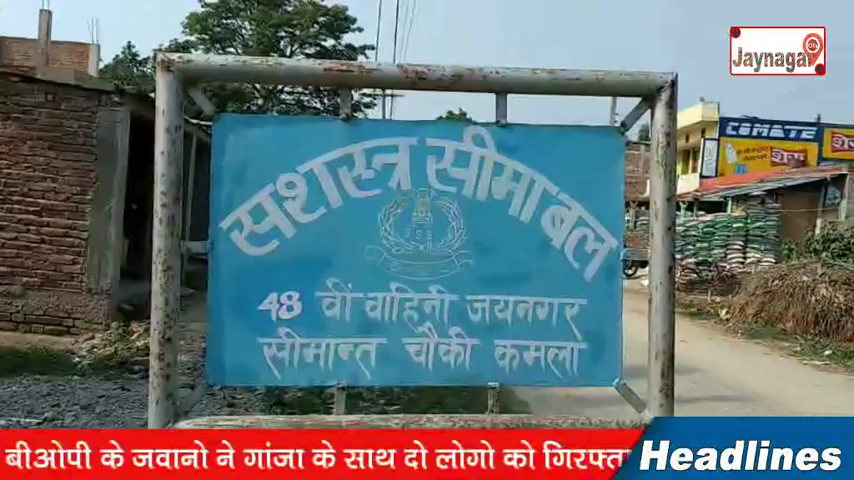 Jaynagar
सशस्त्र सीमा बल
48 वीं वाहिनी जयनगर
सीमान्त चौकी कमला
COMATE
बीओपी के जवानो ने गांजा के साथ दो लोगो को गिरफ्ता
Headlines